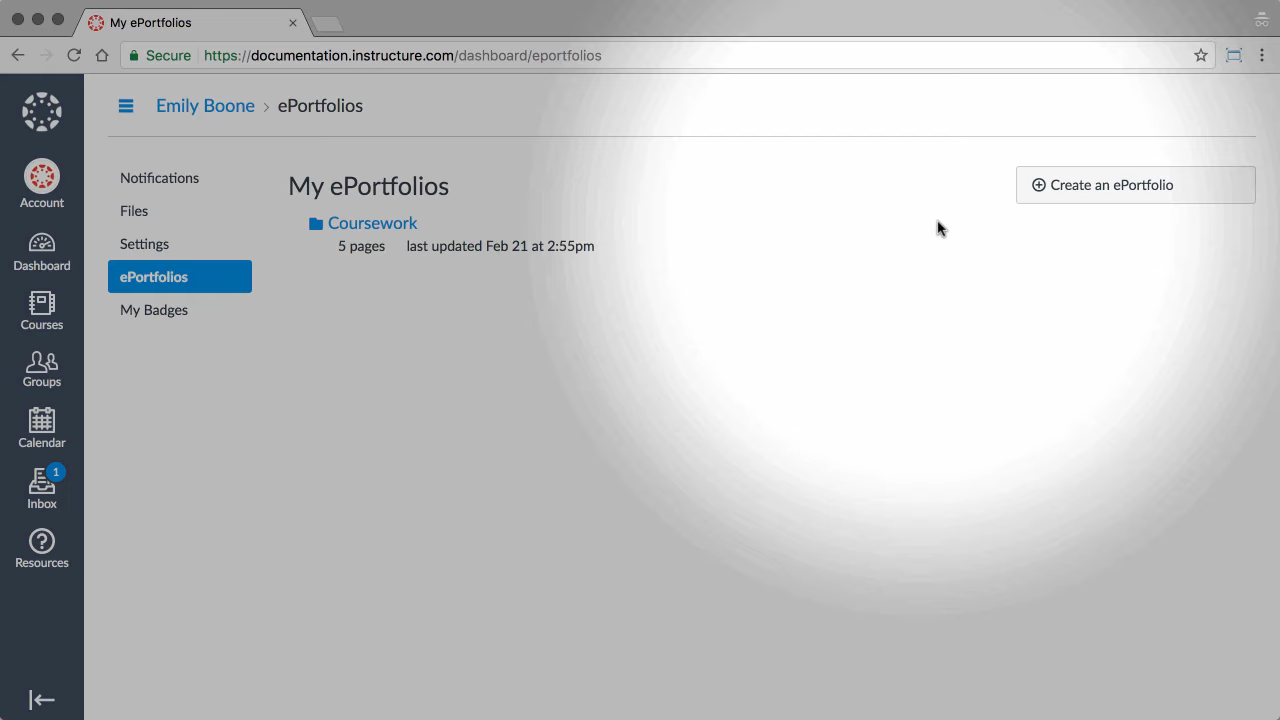 My ePortfolios
Secure https://documentation.instructure.com/dashboard/eportfolios
Emily Boone > ePortfolios
Account
Dashboard
Courses
Groups
Calendar
1
Inbox
Resources
Notifications
Files
Settings
ePortfolios
My Badges
My ePortfolios
Coursework
5 pages last updated Feb 21 at 2:55pm
Create an ePortfolio